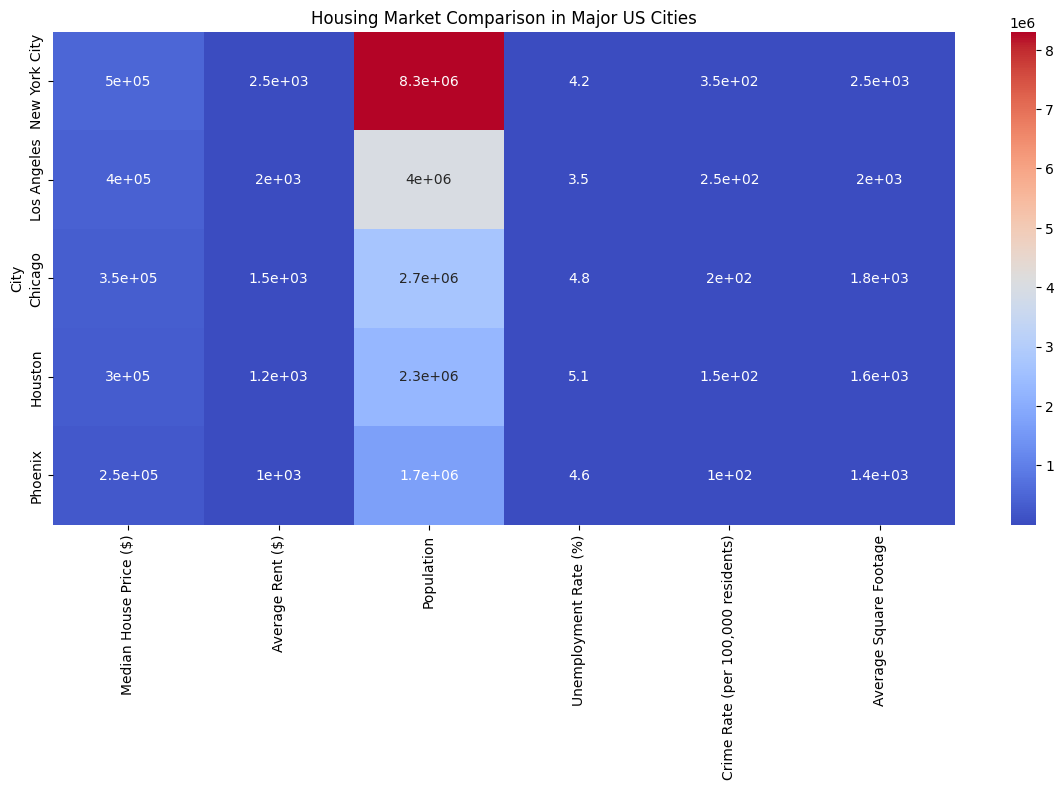 Housing Market Comparison in Major US Cities
1e6
City
New York City
5e+05 2.5e+03 8.3e+06 4.2 3.5e+02 2.5e+03
Los Angeles
4e+05 2e+03 4e+06 3.5 2.5e+02 2e+03
Chicago
3.5e+05 1.5e+03 2.7e+06 4.8 2e+02 1.8e+03
Houston
3e+05 1.2e+03 2.3e+06 5.1 1.5e+02 1.6e+03
Phoenix
2.5e+05 1e+03 1.7e+06 4.6 1e+02 1.4e+03
Median House Price ($)
Average Rent ($)
Population
Unemployment Rate (%)
Crime Rate (per 100,000 residents)
Average Square Footage
8
7
6
5
4
3
2
1